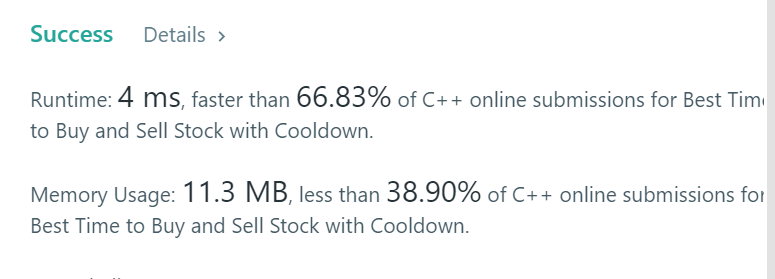 Success Details >
Runtime: 4 ms, faster than 66.83% of C++ online submissions for Best Time
to Buy and Sell Stock with Cooldown.
Memory Usage: 11.3 MB, less than 38.90% of C++ online submissions for
Best Time to Buy and Sell Stock with Cooldown.